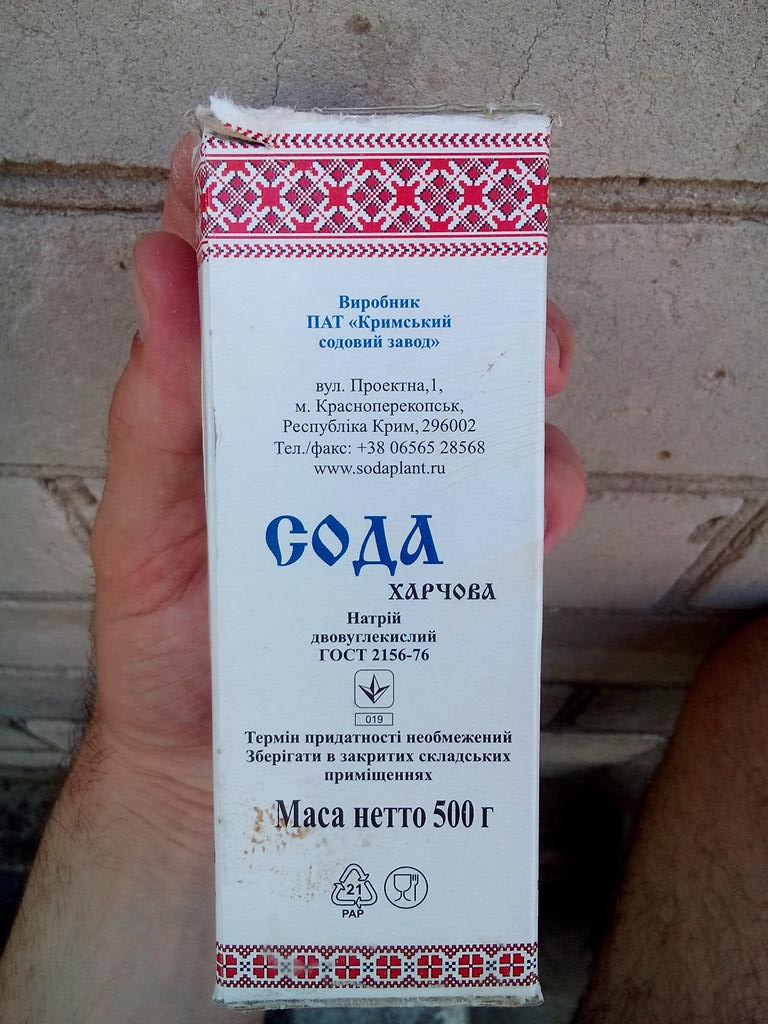 Виробник
ПАТ «Кримський
содовий завод»
вул. Проектна,1,
м. Красноперекопськ,
Республіка Крим, 296002
Тел./факс: +38 06565 28568
www.sodaplant.ru
СОДА
ХАРЧОВА
Натрій
двовуглекислий
ГОСТ 2156-76
019
Термін придатності необмежений
Зберігати в закритих складських
приміщеннях
Маса нетто 500 г
21
PAP